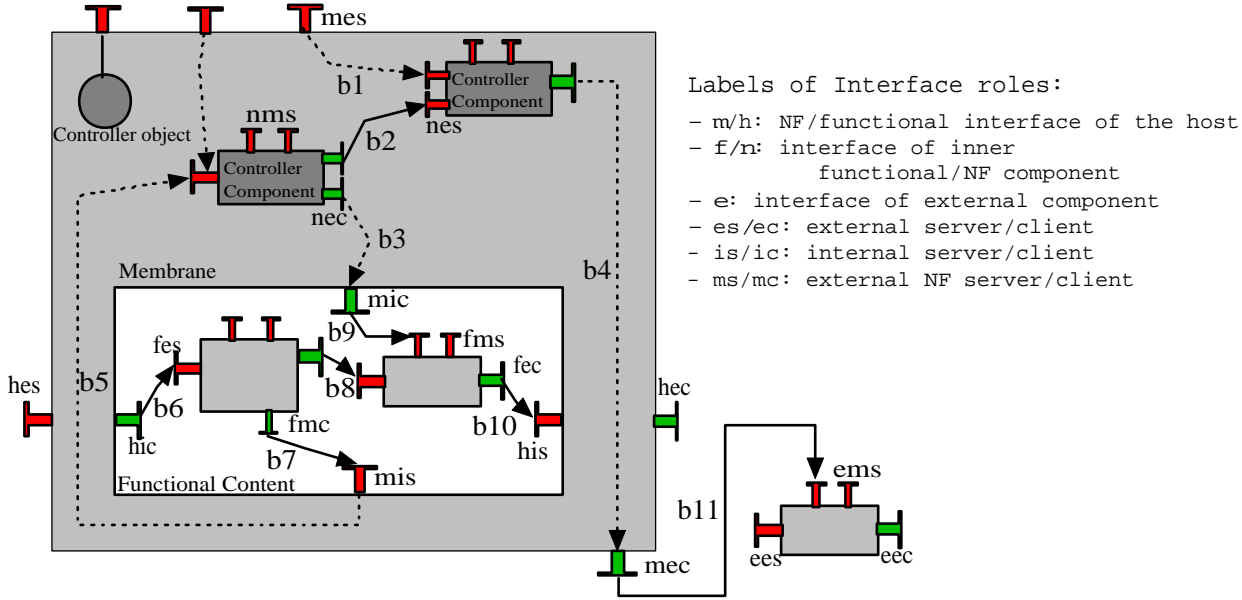 mes
b1
Controller
Component
nes
b2
Controller object
nms
Controller
Component
nec
b3
b4
Membrane
mic
b9
fms
fes
fec
b8
hes
b5
b6
hic
fmc
b7
b10
his
hec
mis
Functional Content
mec
b11
ems
ees
eec
Labels of Interface roles:
– m/h: NF/functional interface of the host
– f/n: interface of inner
functional/NF component
– e: interface of external component
– es/ec: external server/client
- is/ic: internal server/client
- ms/mc: external NF server/client